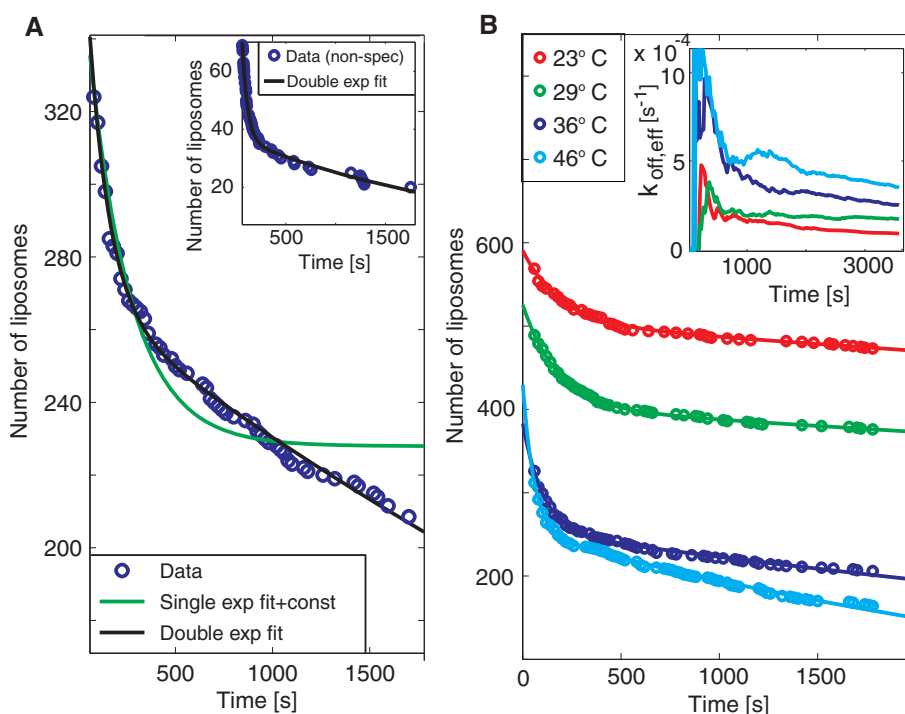 A
Number of liposomes
320
280
240
200
500
1000
1500
Time [s]
Data
Single exp fit+const
Double exp fit
Number of liposomes
60
40
20
500
1500
Time [s]
Data (non-spec)
Double exp fit
B
23° C
29° C
36° C
46° C
Number of liposomes
600
400
200
0
500
1000
1500
Time [s]
x 10^-4
k_off,eff [s^-1]
10
5
0
1000
3000
Time [s]